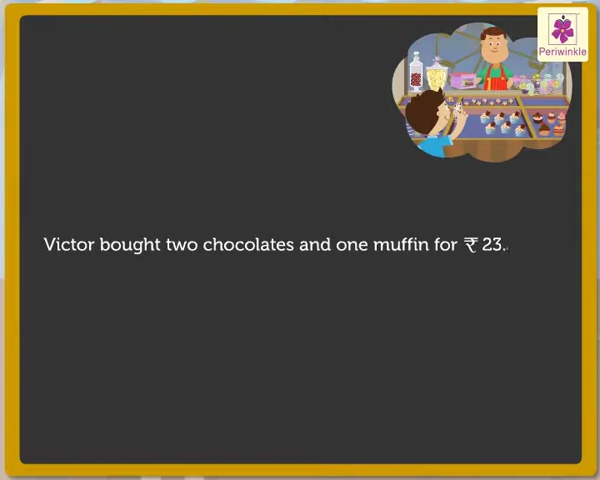 Periwinkle
Victor bought two chocolates and one muffin for ₹ 23.